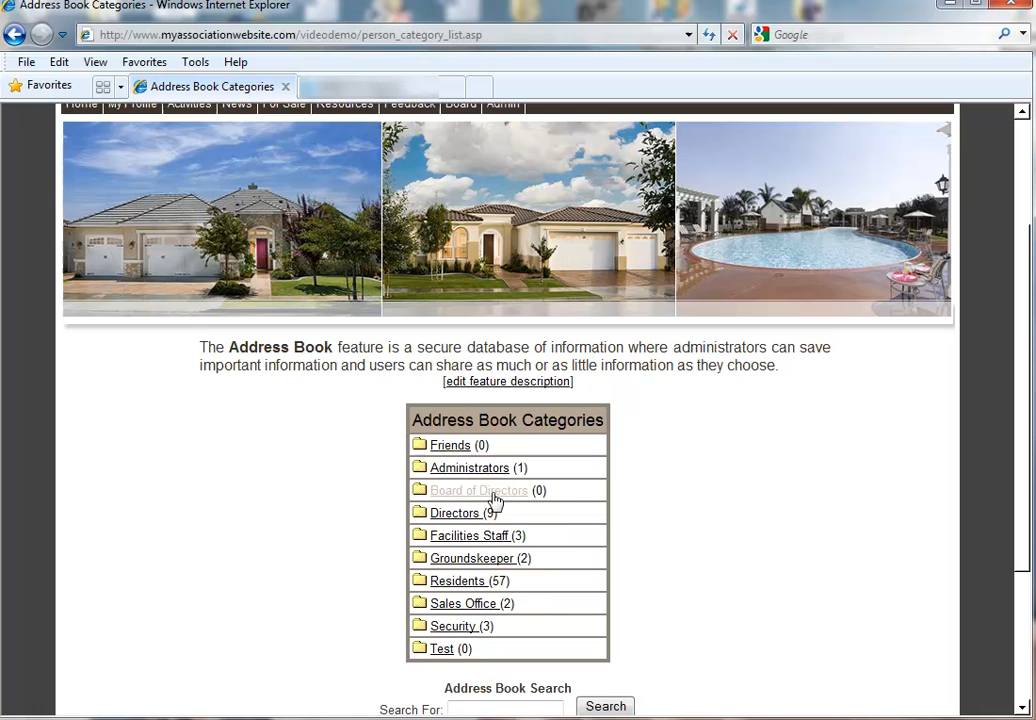 Address Book Categories - Windows Internet Explorer
http://www.myassociationwebsite.com/videodemo/person_category_list.asp
Google
File Edit View Favorites Tools Help
Favorites
Address Book Categories
Home My Profile Activities News For Sale Resources Feedback Board Admin
The Address Book feature is a secure database of information where administrators can save
important information and users can share as much or as little information as they choose.
[edit feature description]
Address Book Categories
Friends (0)
Administrators (1)
Board of Directors (0)
Directors (9)
Facilities Staff (3)
Groundskeeper (2)
Residents (57)
Sales Office (2)
Security (3)
Test (0)
Address Book Search
Search For:
Search